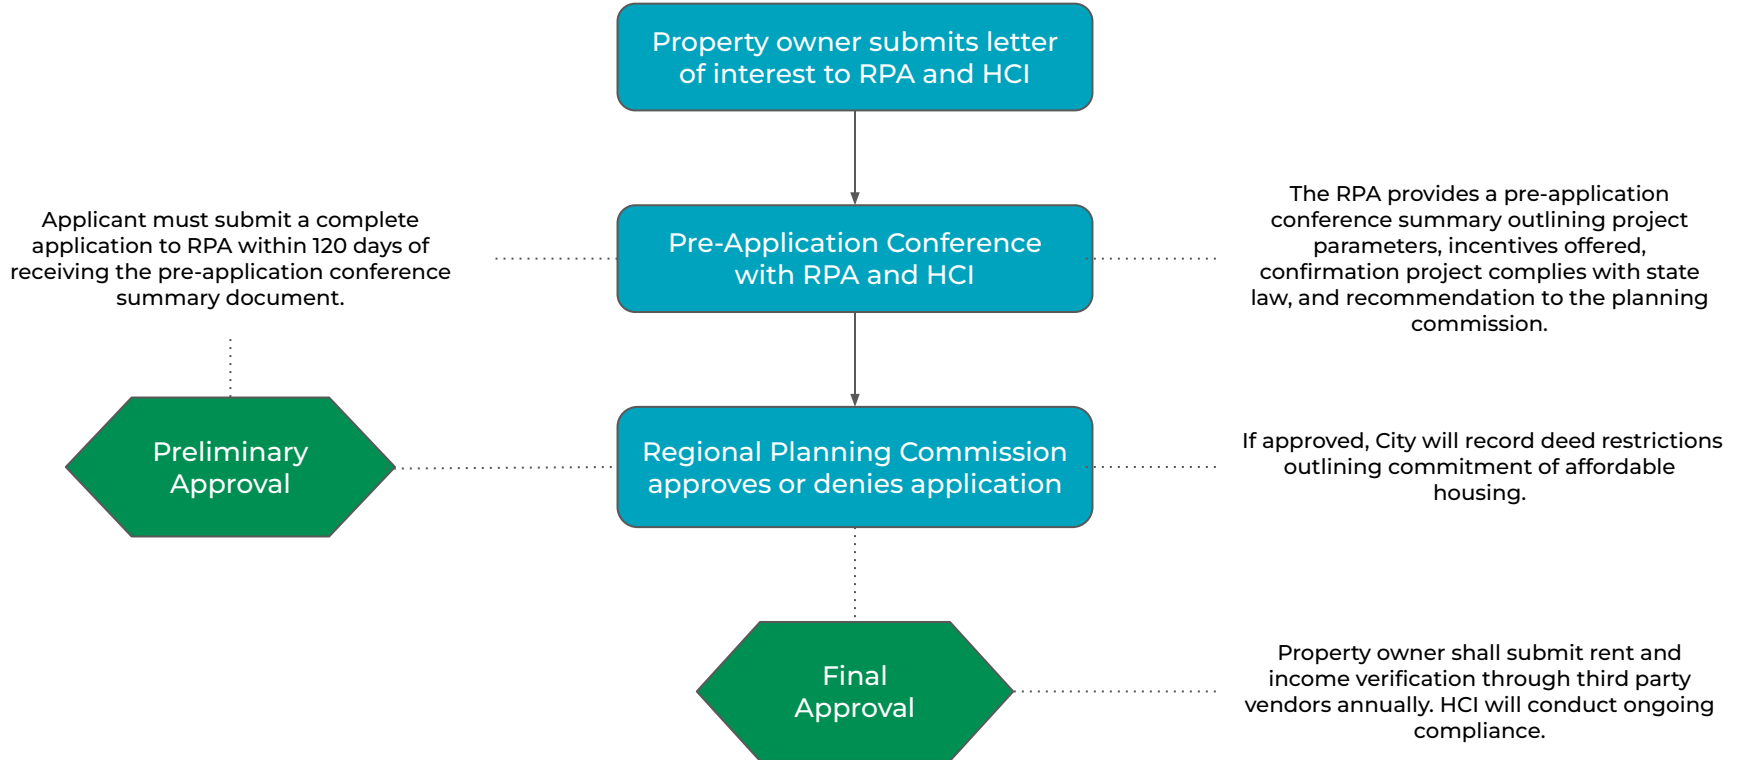 Property owner submits letter
of interest to RPA and HCI
Applicant must submit a complete
application to RPA within 120 days of
receiving the pre-application conference
summary document.
Pre-Application Conference
with RPA and HCI
The RPA provides a pre-application
conference summary outlining project
parameters, incentives offered,
confirmation project complies with state
law, and recommendation to the planning
commission.
Preliminary
Approval
Regional Planning Commission
approves or denies application
If approved, City will record deed restrictions
outlining commitment of affordable
housing.
Final
Approval
Property owner shall submit rent and
income verification through third party
vendors annually. HCI will conduct ongoing
compliance.